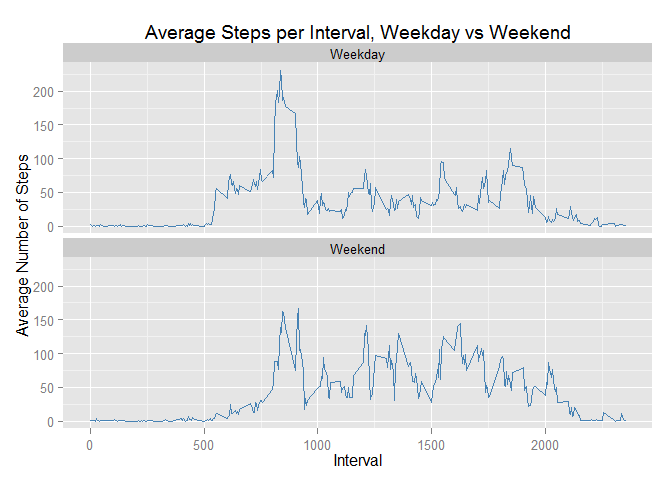 Average Steps per Interval, Weekday vs Weekend
Weekday
200
150
100
50
0
Weekend
200
150
100
50
0
Average Number of Steps
0 500 1000 1500 2000
Interval